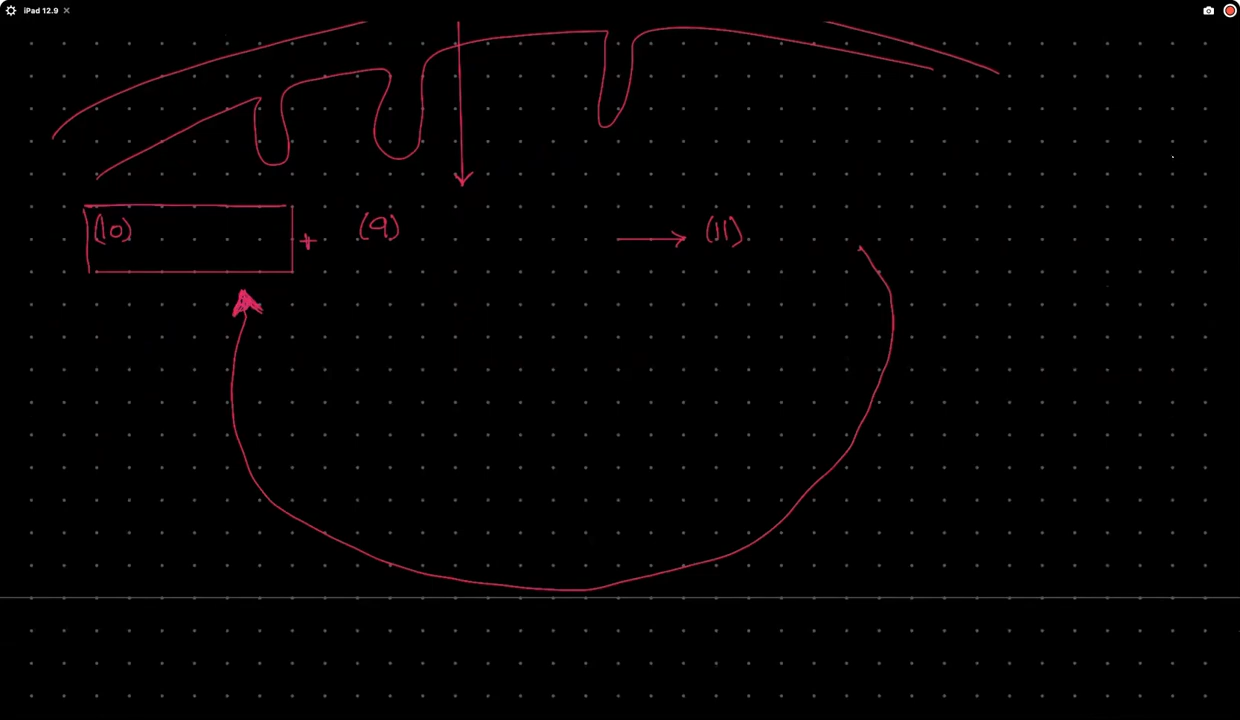 iPad 12.9
(10) + (9) → (11)